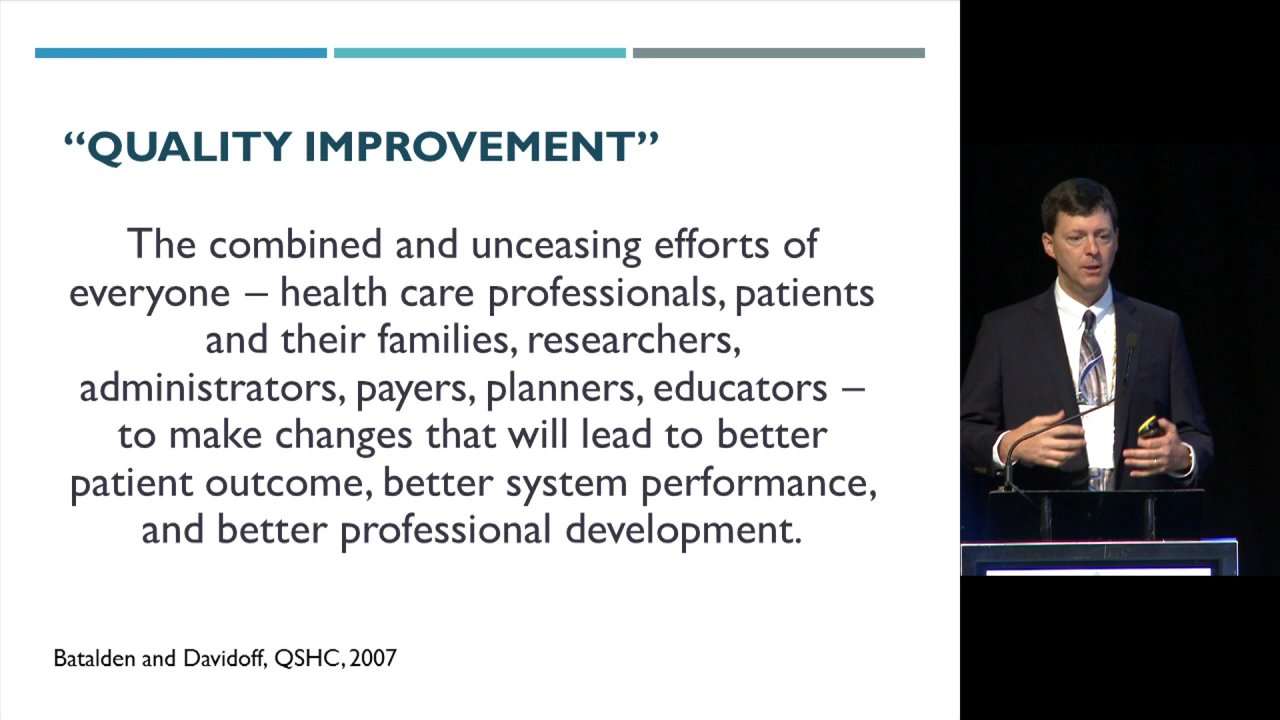 “QUALITY IMPROVEMENT”
The combined and unceasing efforts of
everyone – health care professionals, patients
and their families, researchers,
administrators, payers, planners, educators –
to make changes that will lead to better
patient outcome, better system performance,
and better professional development.
Batalden and Davidoff, QSHC, 2007